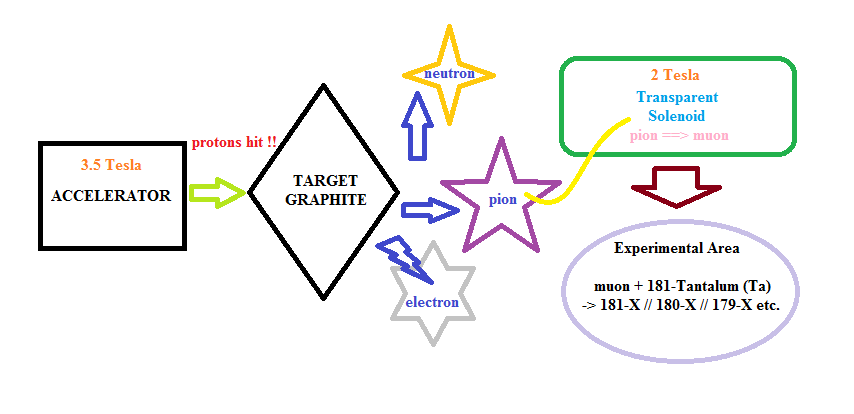 3.5 Tesla
ACCELERATOR
protons hit !!
TARGET
GRAPHITE
neutron
pion
electron
2 Tesla
Transparent
Solenoid
pion ==> muon
Experimental Area
muon + 181-Tantalum (Ta)
-> 181-X // 180-X // 179-X etc.